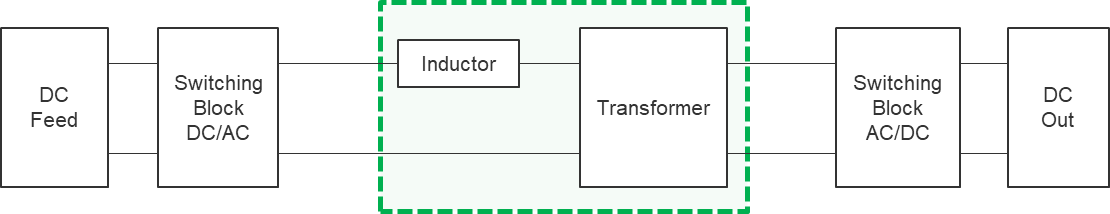 DC
Feed
Switching
Block
DC/AC
Inductor
Transformer
Switching
Block
AC/DC
DC
Out